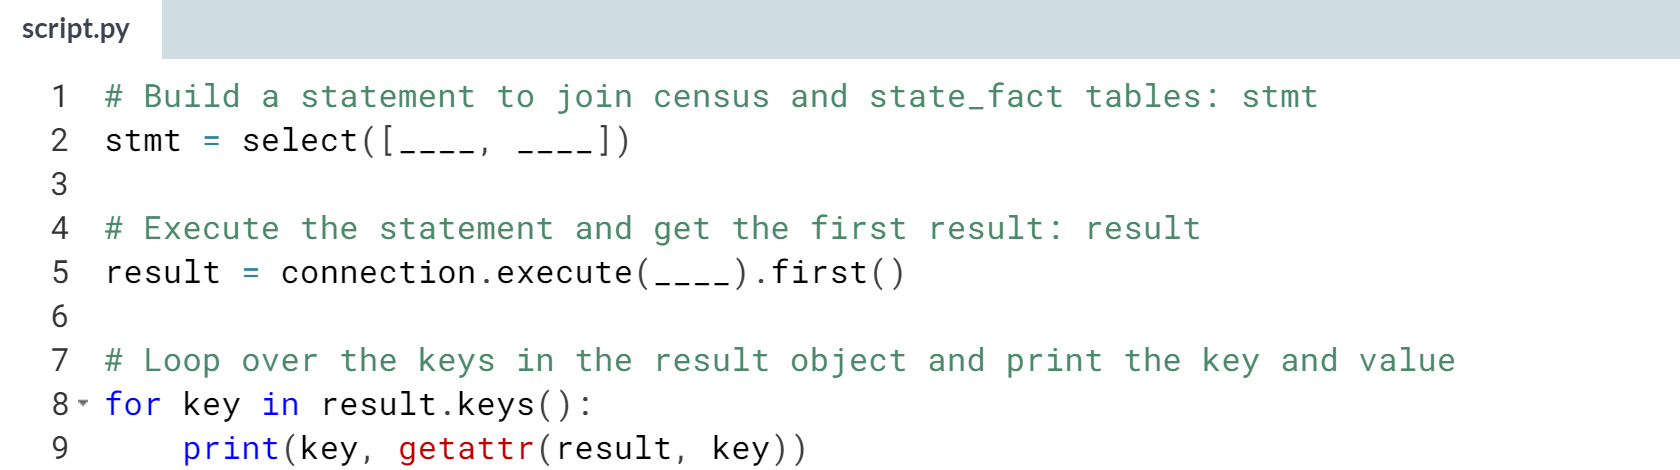 script.py
1 # Build a statement to join census and state_fact tables: stmt
2 stmt = select([____, ____])
3
4 # Execute the statement and get the first result: result
5 result = connection.execute(____).first()
6
7 # Loop over the keys in the result object and print the key and value
8 for key in result.keys():
9     print(key, getattr(result, key))